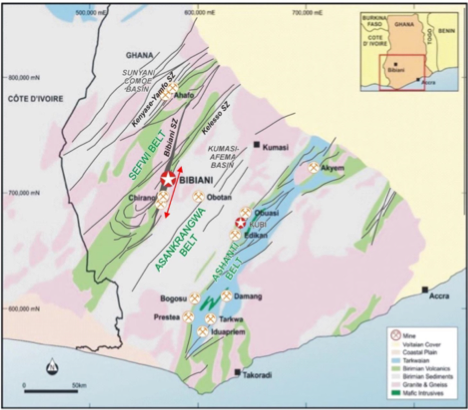 500,000 mE
600,000 mE
700,000 mE
BURKINA
FASO
GHANA
TOGO
BENIN
CÔTE
D'IVOIRE
Bibiani
Accra
GHANA
SUNYANI
COMOE
BASIN
800,000 mN
Kenyase-Yamfo SZ
Ahafo
CÔTE D'IVOIRE
Bibiani SZ
Kelesso SZ
SEFWI BELT
KUMASI-
AFEMA
BASIN
Kumasi
Akyem
BIBIANI
700,000 mN
Chirano
Obotan
Obuasi
KUBI
Edikan
ASANKRANGWA
BELT
ASHANTI
BELT
Bogosu
Damang
Accra
600,000 mN
Prestea
Tarkwa
Iduapriem
Takoradi
0
50km
Mine
Voltaian Cover
Coastal Plain
Tarkwaian
Birimian Volcanics
Birimian Sediments
Granite & Gneiss
Mafic Intrusives